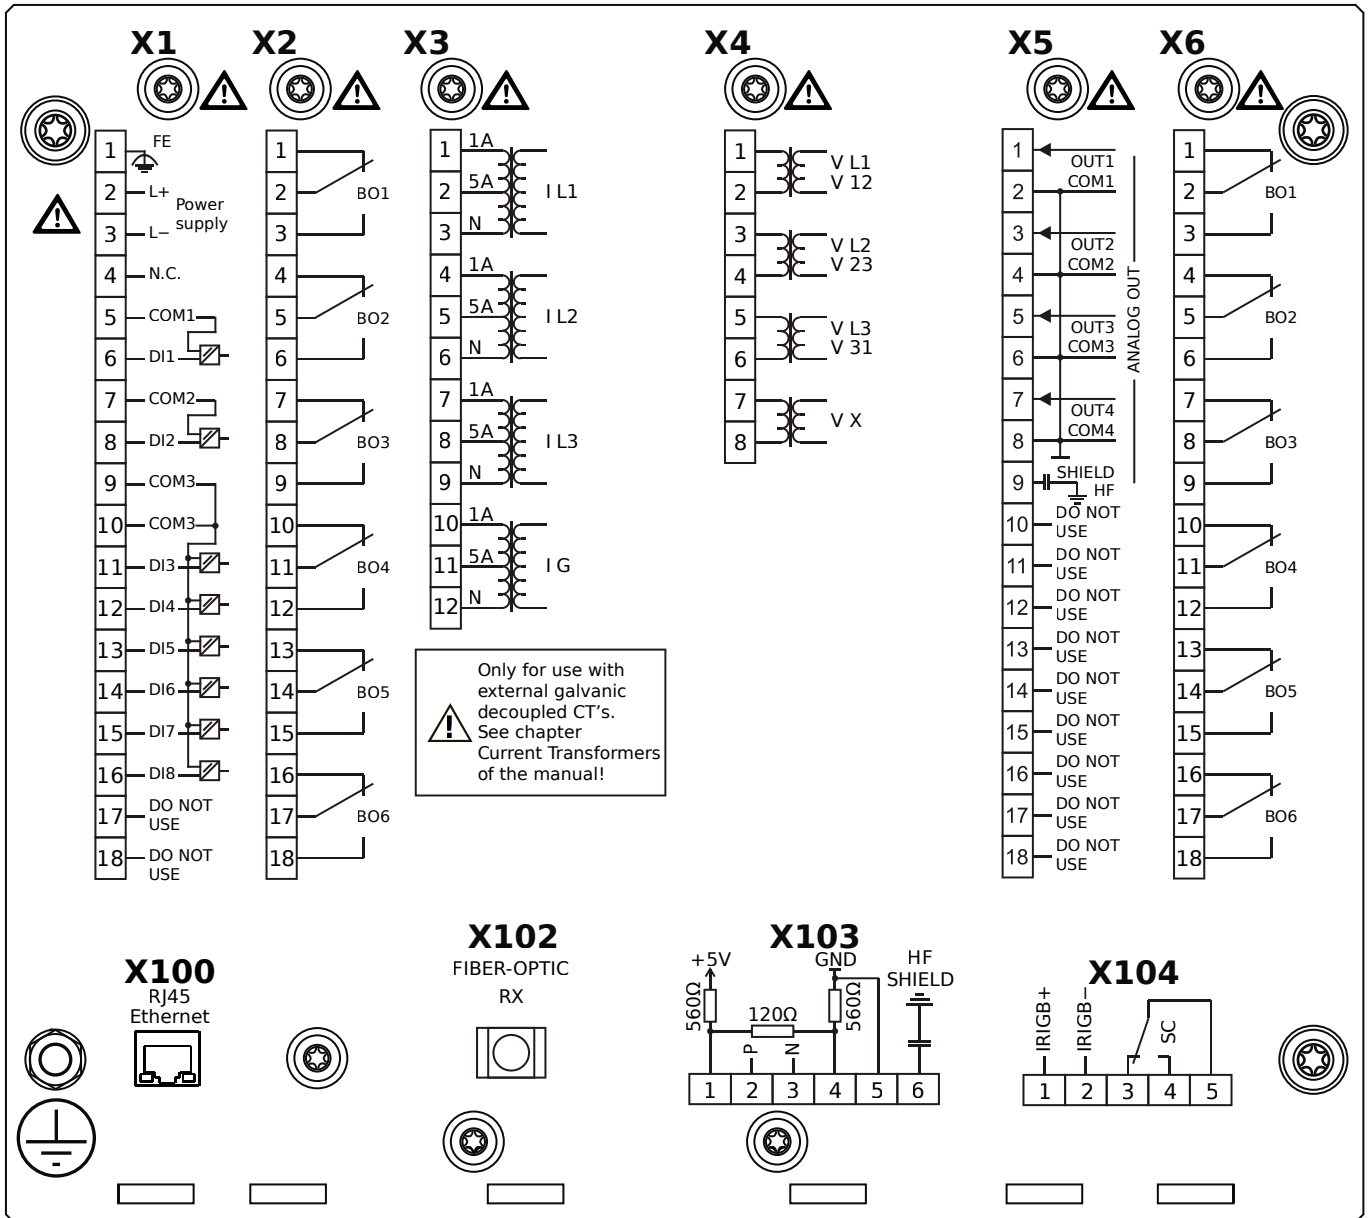 X1 X2 X3 X4 X5 X6
1 FE
2 L+
3 L−
Power
supply
4 N.C.
5 COM1
6 DI1
7 COM2
8 DI2
9 COM3
10 COM3
11 DI3
12 DI4
13 DI5
14 DI6
15 DI7
16 DI8
17 DO NOT
USE
18 DO NOT
USE
1
2 BO1
3
4
5 BO2
6
7
8 BO3
9
10
11 BO4
12
13
14 BO5
15
16
17 BO6
18
1 1A
2 5A I L1
3 N
4 1A
5 5A I L2
6 N
7 1A
8 5A I L3
9 N
10 1A
11 5A I G
12 N
Only for use with
external galvanic
decoupled CT's.
See chapter
Current Transformers
of the manual!
1 V L1
2 V 12
3 V L2
4 V 23
5 V L3
6 V 31
7 V X
8
1 OUT1
2 COM1
3 OUT2
4 COM2
5 OUT3
6 COM3
7 OUT4
8 COM4
ANALOG OUT
9 SHIELD
HF
10 DO NOT
USE
11 DO NOT
USE
12 DO NOT
USE
13 DO NOT
USE
14 DO NOT
USE
15 DO NOT
USE
16 DO NOT
USE
17 DO NOT
USE
18 DO NOT
USE
1
2 BO1
3
4
5 BO2
6
7
8 BO3
9
10
11 BO4
12
13
14 BO5
15
16
17 BO6
18
X100
RJ45
Ethernet
X102
FIBER-OPTIC
RX
X103
+5V GND HF
SHIELD
560Ω 120Ω 560Ω
P N
1 2 3 4 5 6
X104
IRIGB+ IRIGB− SC
1 2 3 4 5